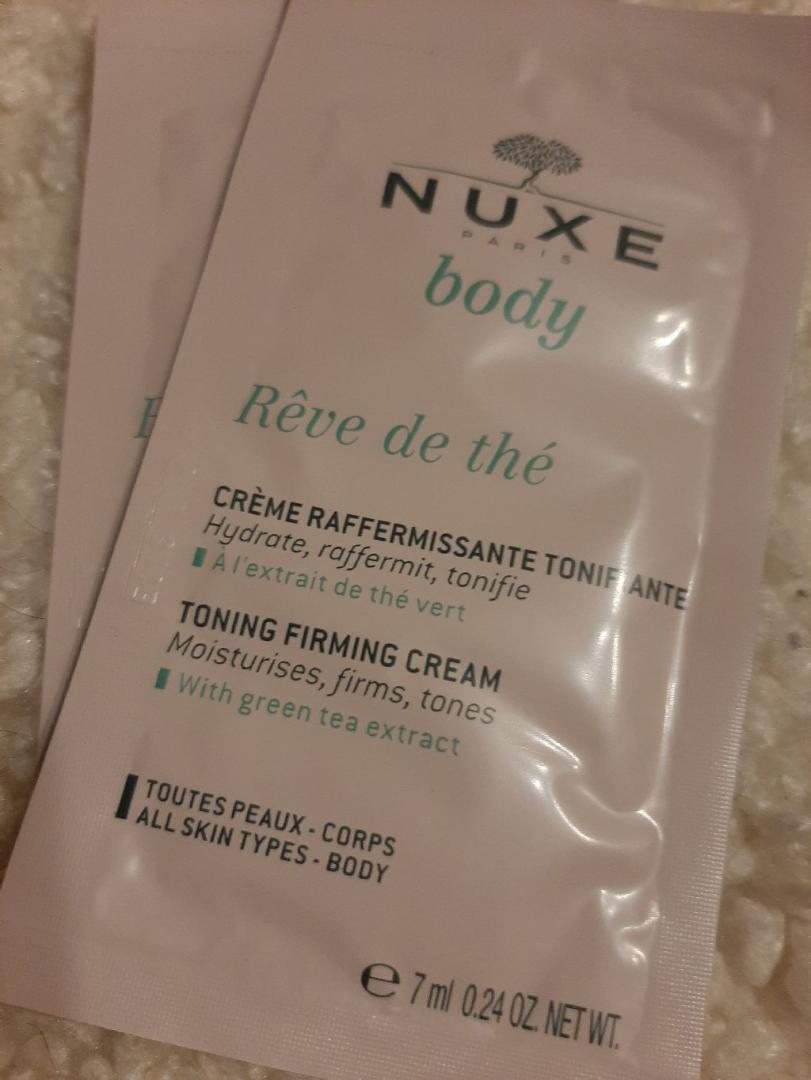 NUXE
PARIS
body
Rêve de thé
CRÈME RAFFERMISSANTE TONIFIANTE
Hydrate, raffermit, tonifie
À l'extrait de thé vert
TONING FIRMING CREAM
Moisturises, firms, tones
With green tea extract
TOUTES PEAUX - CORPS
ALL SKIN TYPES - BODY
℮ 7 ml 0.24 OZ. NET WT.